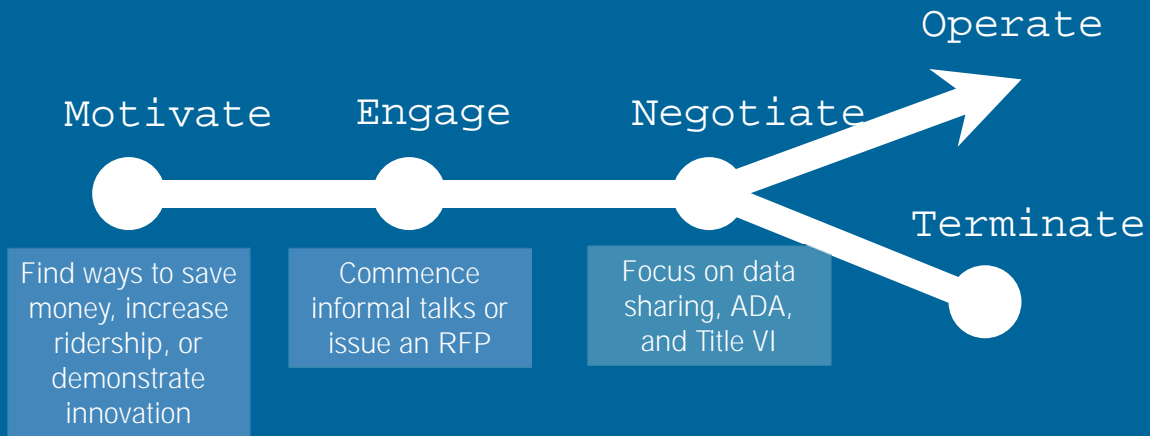 Operate
Motivate
Engage
Negotiate
Terminate
Find ways to save
money, increase
ridership, or
demonstrate
innovation
Commence
informal talks or
issue an RFP
Focus on data
sharing, ADA,
and Title VI